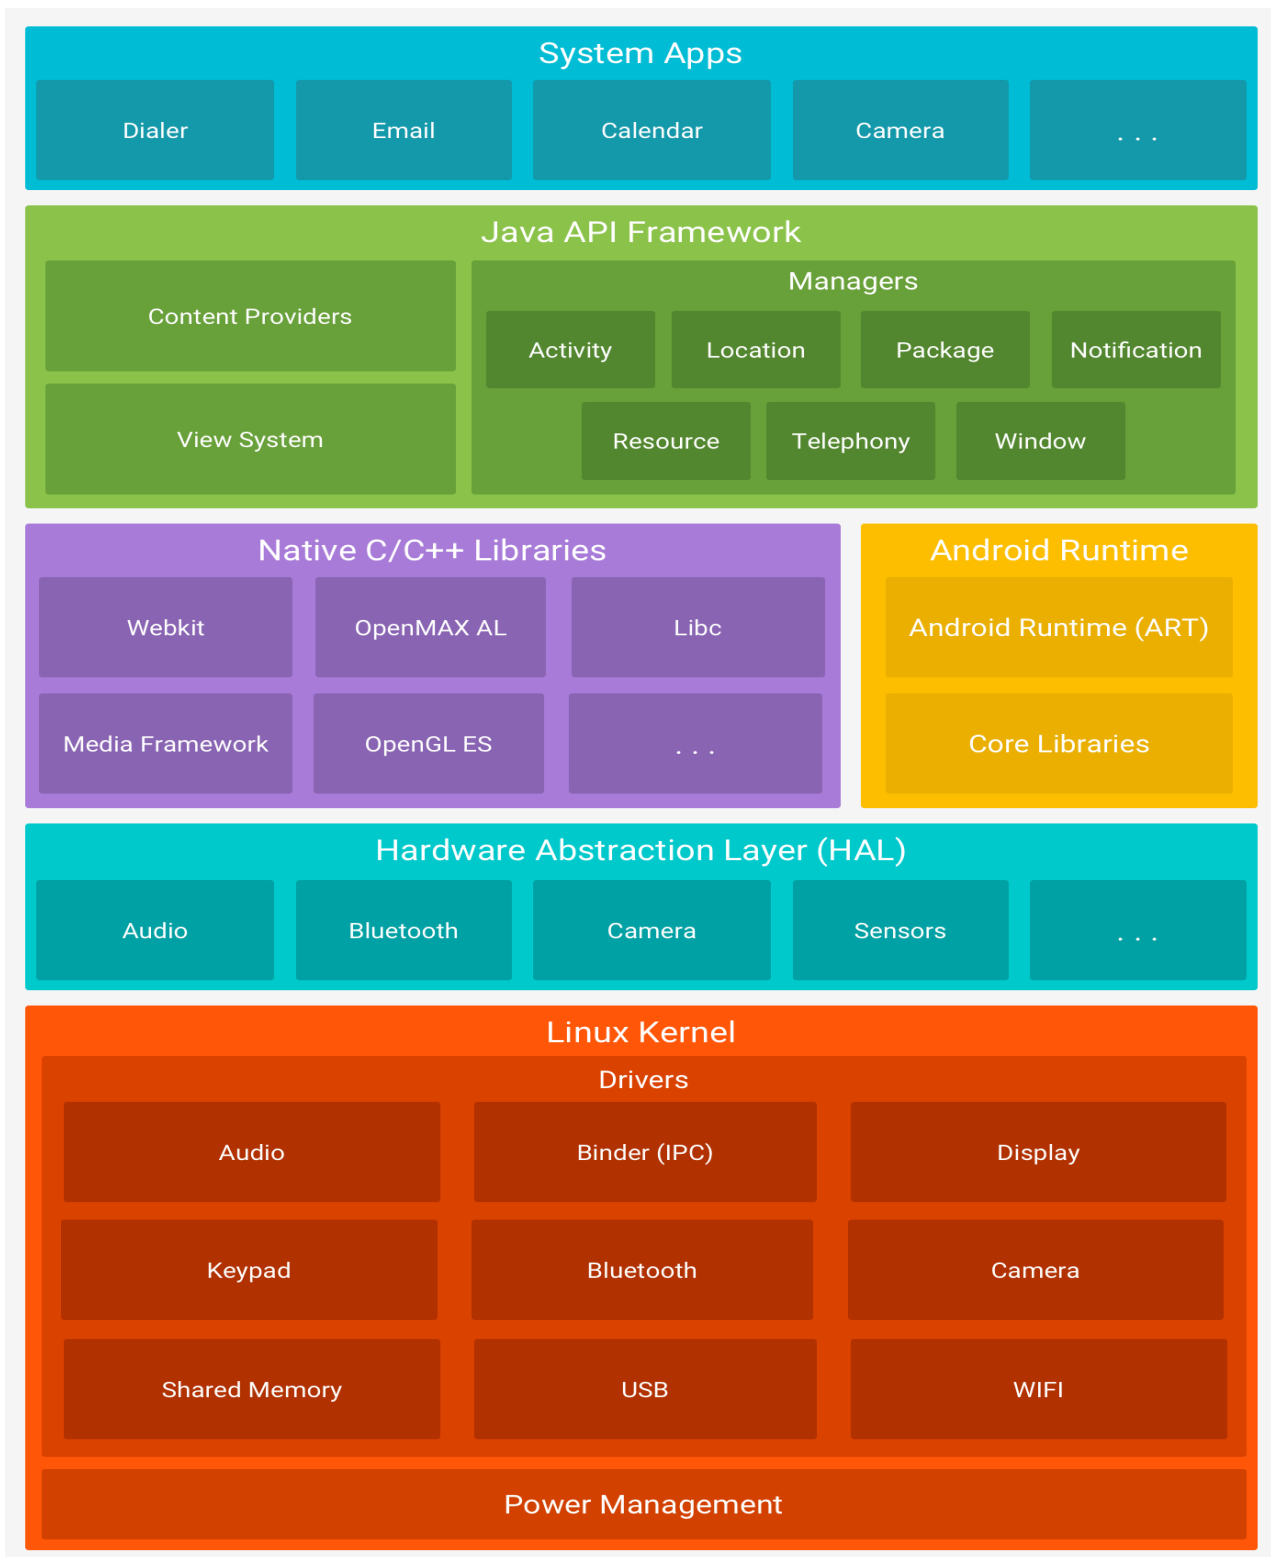 System Apps
Dialer
Email
Calendar
Camera
. . .
Java API Framework
Content Providers
View System
Managers
Activity
Location
Package
Notification
Resource
Telephony
Window
Native C/C++ Libraries
Webkit
OpenMAX AL
Libc
Media Framework
OpenGL ES
. . .
Android Runtime
Android Runtime (ART)
Core Libraries
Hardware Abstraction Layer (HAL)
Audio
Bluetooth
Camera
Sensors
. . .
Linux Kernel
Drivers
Audio
Binder (IPC)
Display
Keypad
Bluetooth
Camera
Shared Memory
USB
WIFI
Power Management